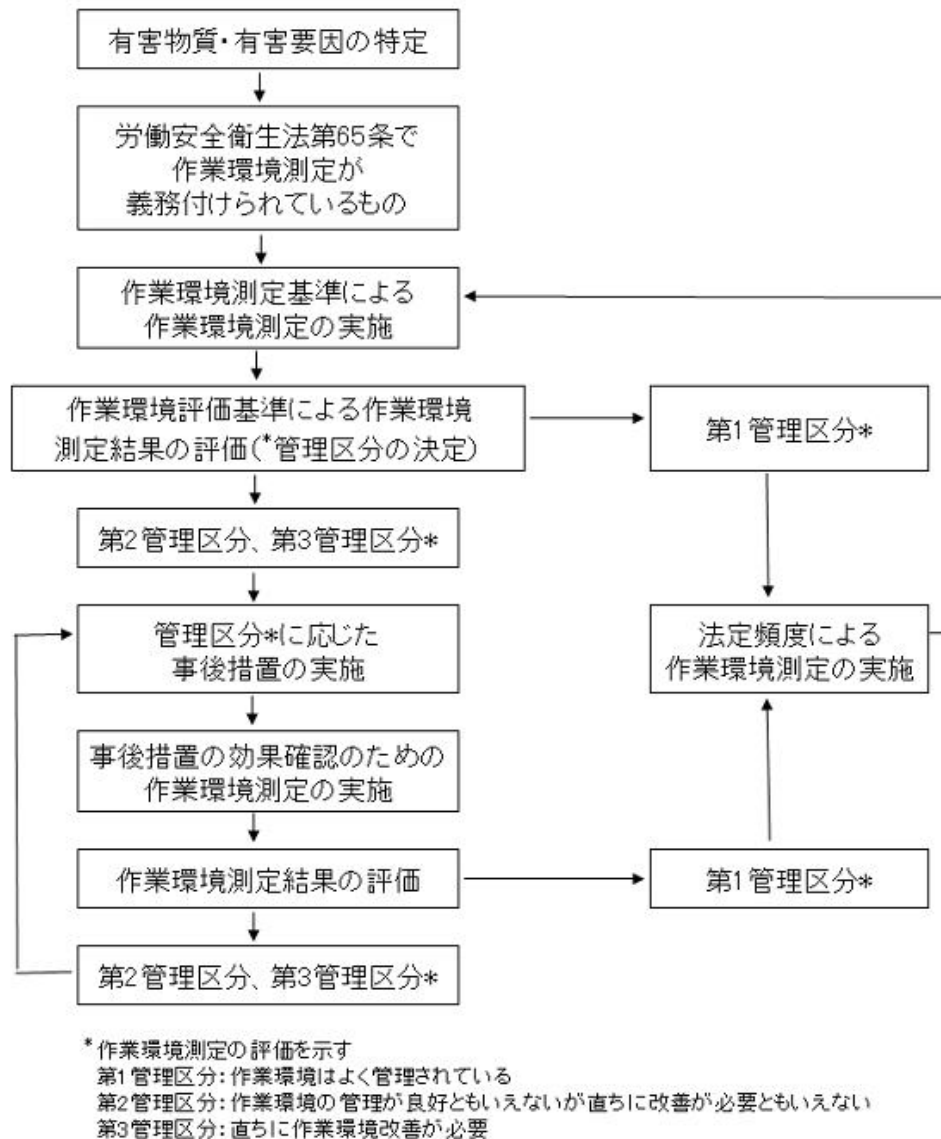 有害物質・有害要因の特定
労働安全衛生法第65条で
作業環境測定が
義務付けられているもの
作業環境測定基準による
作業環境測定の実施
作業環境評価基準による作業環境
測定結果の評価(*管理区分の決定)
第1管理区分*
第2管理区分、第3管理区分*
管理区分*に応じた
事後措置の実施
法定頻度による
作業環境測定の実施
事後措置の効果確認のための
作業環境測定の実施
作業環境測定結果の評価
第1管理区分*
第2管理区分、第3管理区分*
*作業環境測定の評価を示す
第1管理区分:作業環境はよく管理されている
第2管理区分:作業環境の管理が良好ともいえないが直ちに改善が必要ともいえない
第3管理区分:直ちに作業環境改善が必要